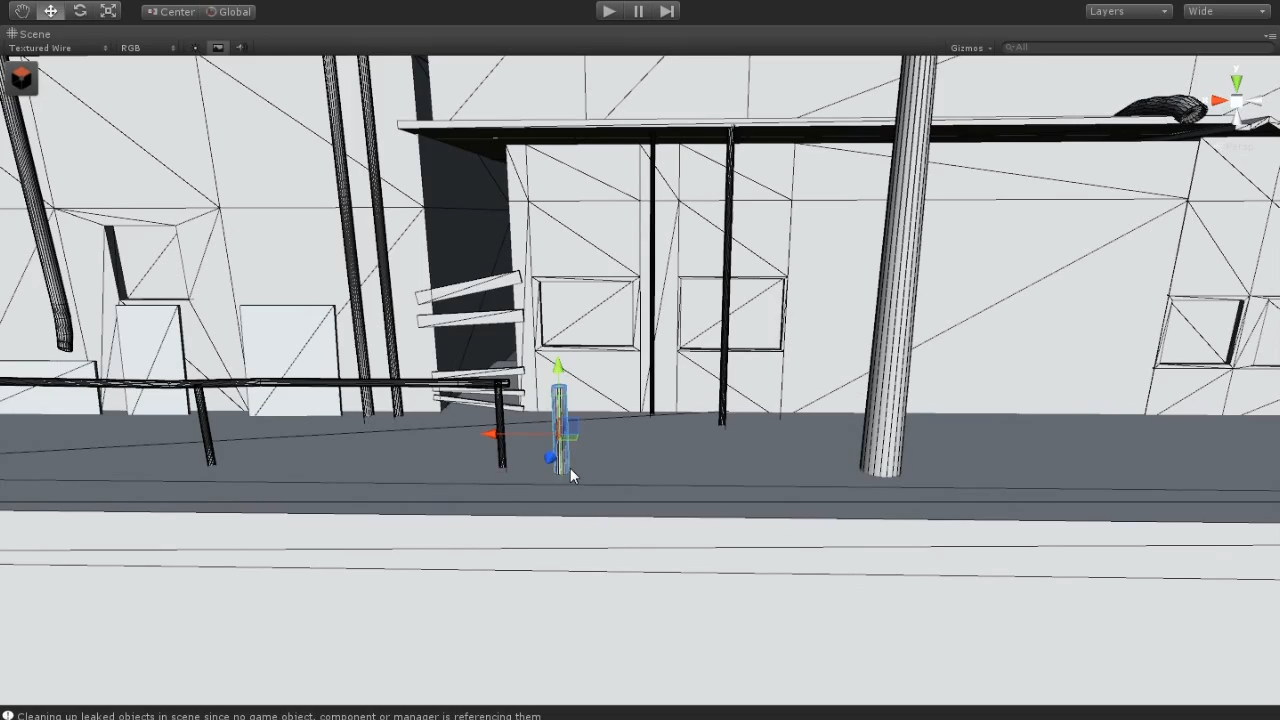 Center Global Layers Wide
Scene
Textured Wire RGB Gizmos All
y
Cleaning up leaked objects in scene since no game object, component or manager is referencing them